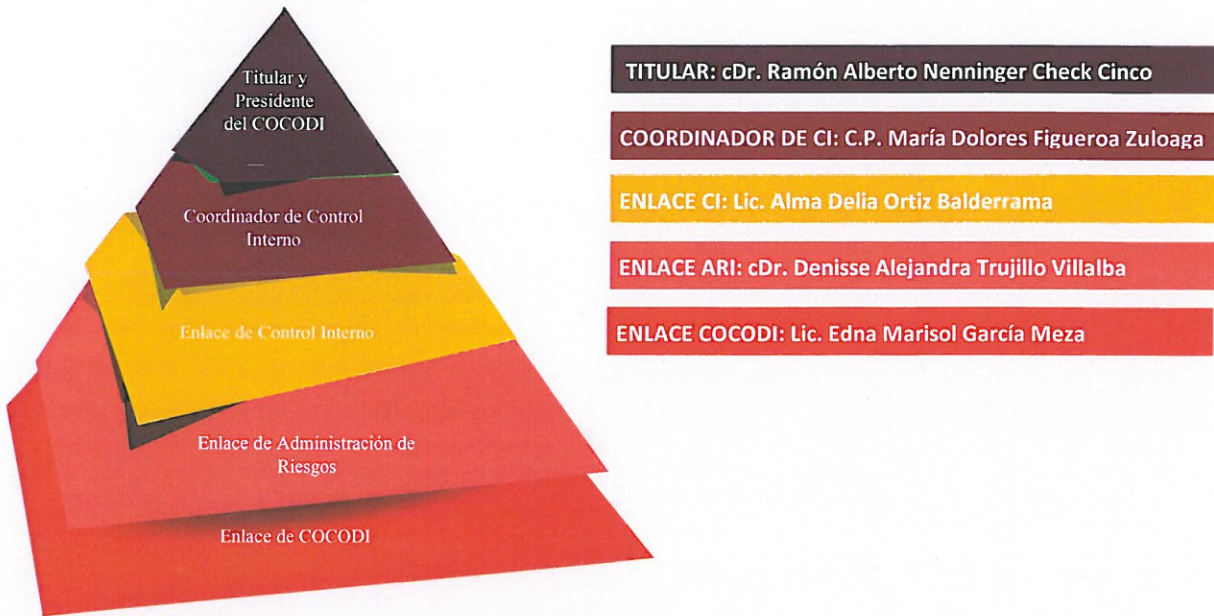 Titular y
Presidente
del COCODI
Coordinador de Control
Interno
Enlace de Control Interno
Enlace de Administración de
Riesgos
Enlace de COCODI
TITULAR: cDr. Ramón Alberto Nenninger Check Cinco
COORDINADOR DE CI: C.P. María Dolores Figueroa Zuloaga
ENLACE CI: Lic. Alma Delia Ortiz Balderrama
ENLACE ARI: cDr. Denisse Alejandra Trujillo Villalba
ENLACE COCODI: Lic. Edna Marisol García Meza